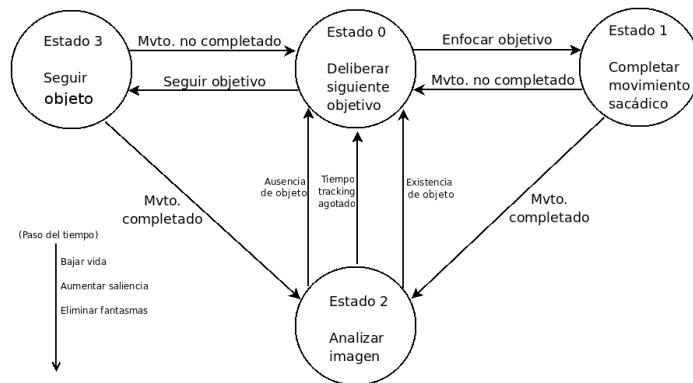 Estado 3
Seguir
objeto
Mvto. no completado
Seguir objetivo
Estado 0
Deliberar
siguiente
objetivo
Enfocar objetivo
Mvto. no completado
Estado 1
Completar
movimiento
sacádico
Mvto.
completado
Ausencia
de objeto
Tiempo
tracking
agotado
Existencia
de objeto
Mvto.
completado
(Paso del tiempo)
Bajar vida
Aumentar saliencia
Eliminar fantasmas
Estado 2
Analizar
imagen